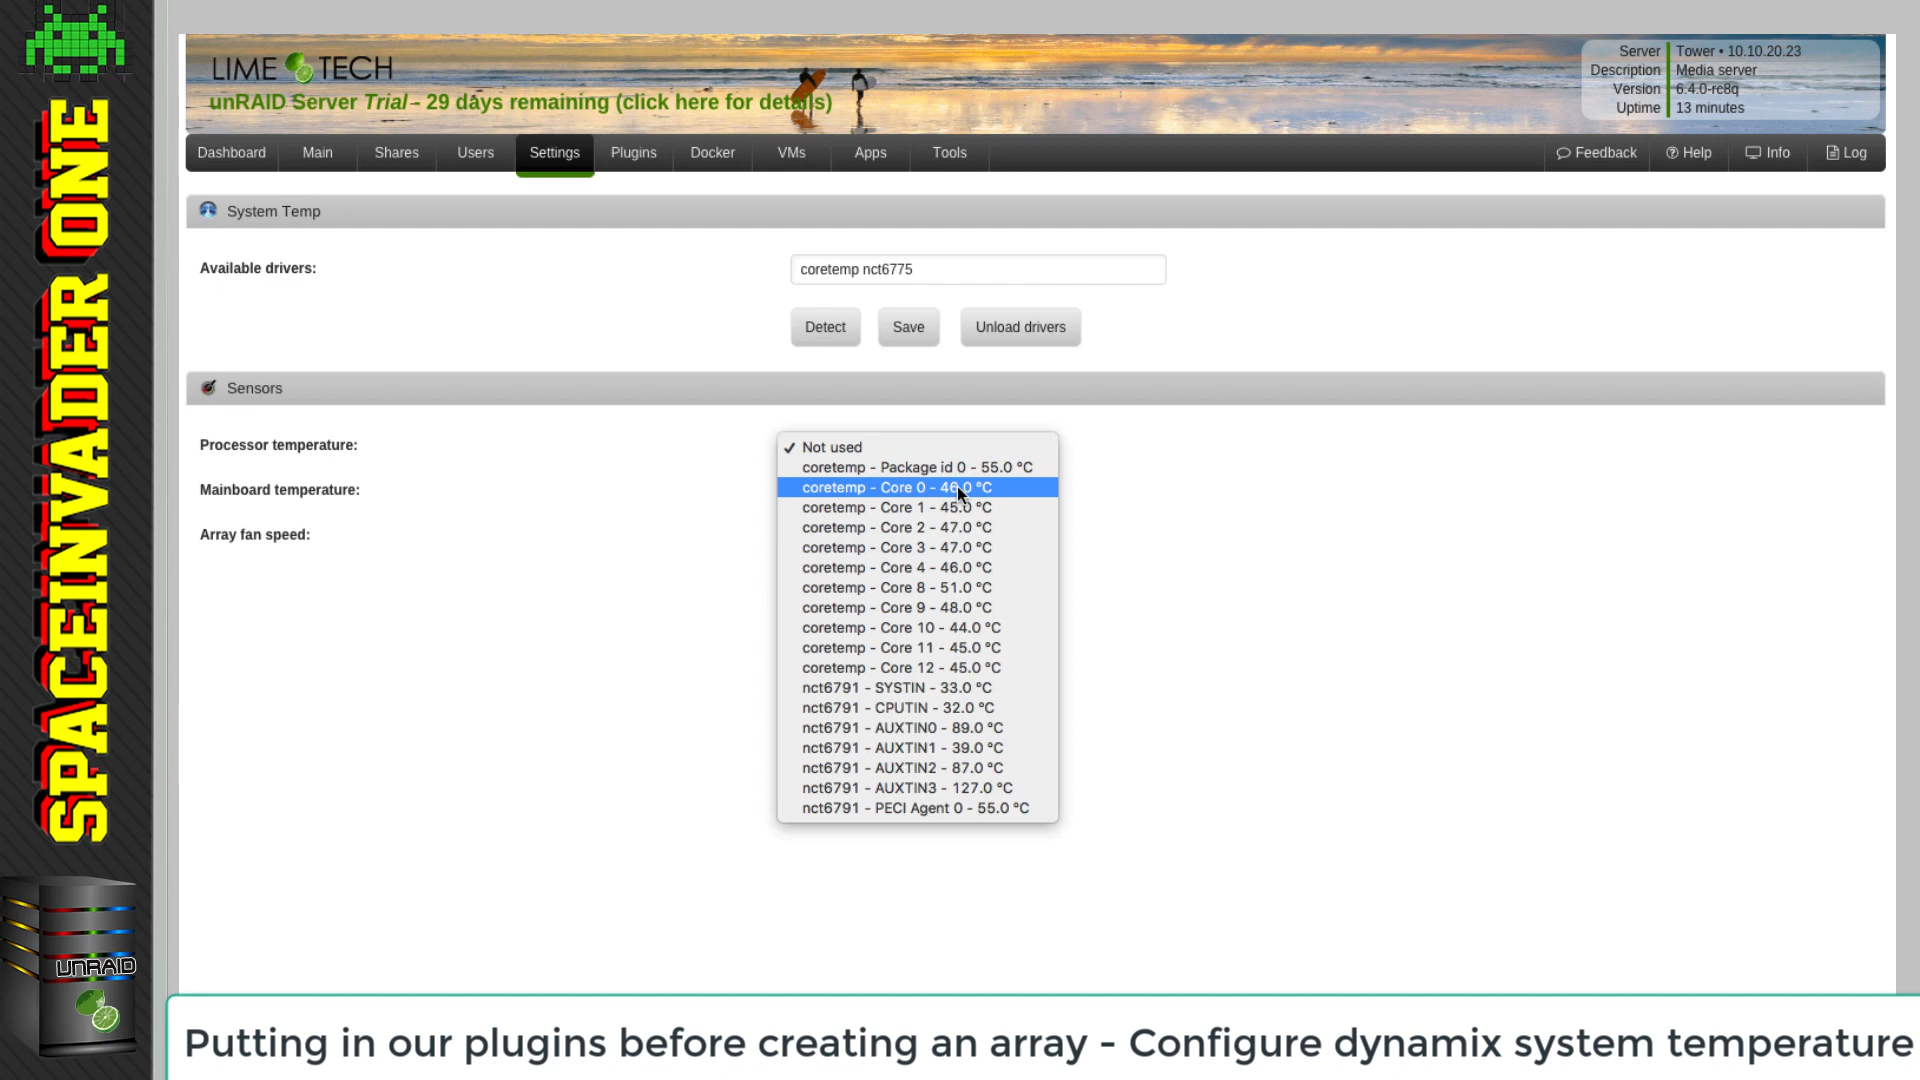 SPACEINVADER ONE
UNRAID
LIME TECH
unRAID Server Trial - 29 days remaining (click here for details)
Server Tower • 10.10.20.23
Description Media server
Version 6.4.0-rc8q
Uptime 13 minutes
Dashboard Main Shares Users Settings Plugins Docker VMs Apps Tools Feedback Help Info Log
System Temp
Available drivers: coretemp nct6775
Detect Save Unload drivers
Sensors
Processor temperature:
Mainboard temperature:
Array fan speed:
✓ Not used
coretemp - Package id 0 - 55.0 °C
coretemp - Core 0 - 46.0 °C
coretemp - Core 1 - 45.0 °C
coretemp - Core 2 - 47.0 °C
coretemp - Core 3 - 47.0 °C
coretemp - Core 4 - 46.0 °C
coretemp - Core 8 - 51.0 °C
coretemp - Core 9 - 48.0 °C
coretemp - Core 10 - 44.0 °C
coretemp - Core 11 - 45.0 °C
coretemp - Core 12 - 45.0 °C
nct6791 - SYSTIN - 33.0 °C
nct6791 - CPUTIN - 32.0 °C
nct6791 - AUXTIN0 - 89.0 °C
nct6791 - AUXTIN1 - 39.0 °C
nct6791 - AUXTIN2 - 87.0 °C
nct6791 - AUXTIN3 - 127.0 °C
nct6791 - PECI Agent 0 - 55.0 °C
Putting in our plugins before creating an array - Configure dynamix system temperature